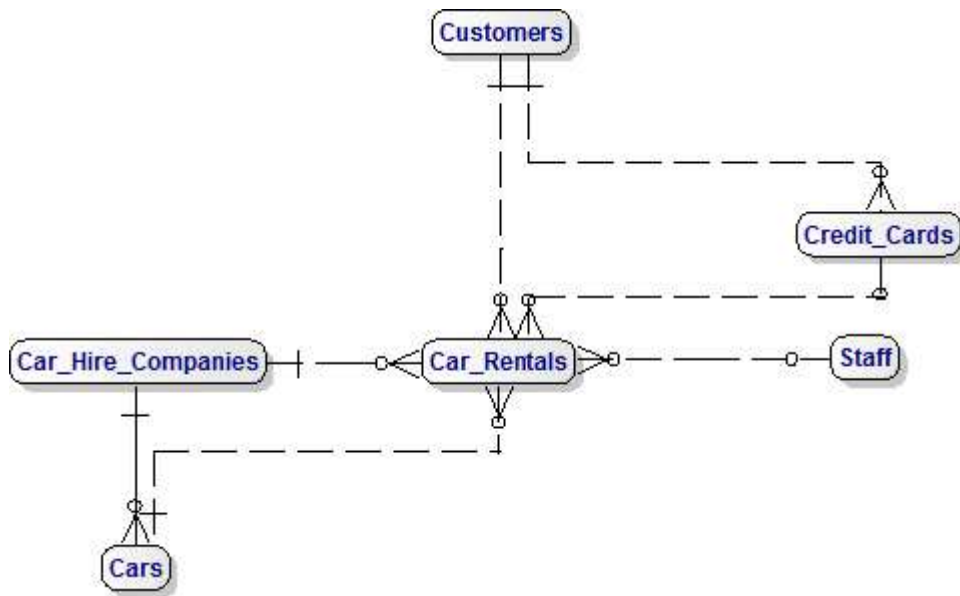 Customers
Credit_Cards
Car_Hire_Companies
Car_Rentals
Staff
Cars